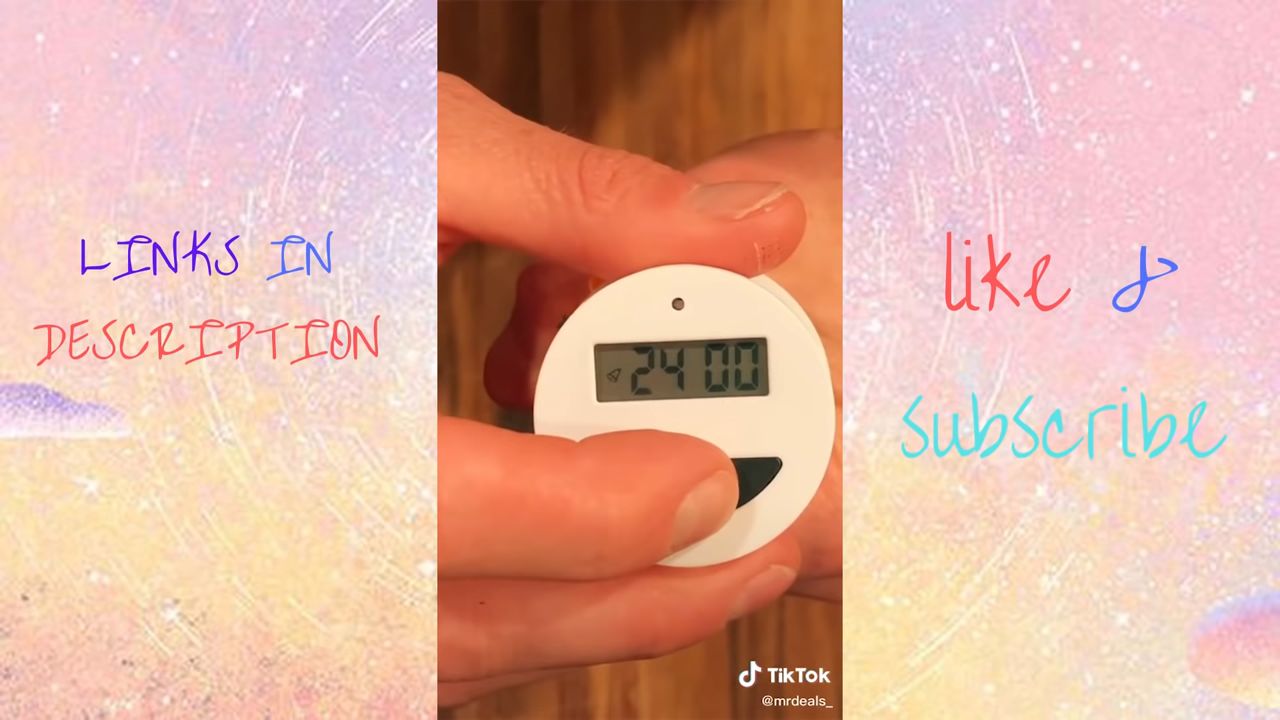 LINKS IN
DESCRIPTION
24 00
like &
subscribe
TikTok
@mrdeals_